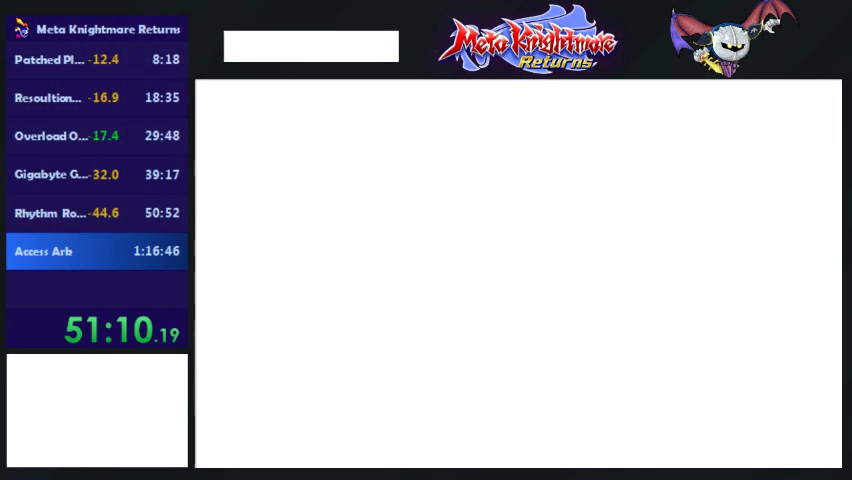 Meta Knightmare Returns
Patched Pl... -12.4 8:18
Resoultion... -16.9 18:35
Overload O... -17.4 29:48
Gigabyte G... -32.0 39:17
Rhythm Ro... -44.6 50:52
Access Ark 1:16:46
51:10.19
Meta Knightmare
Returns